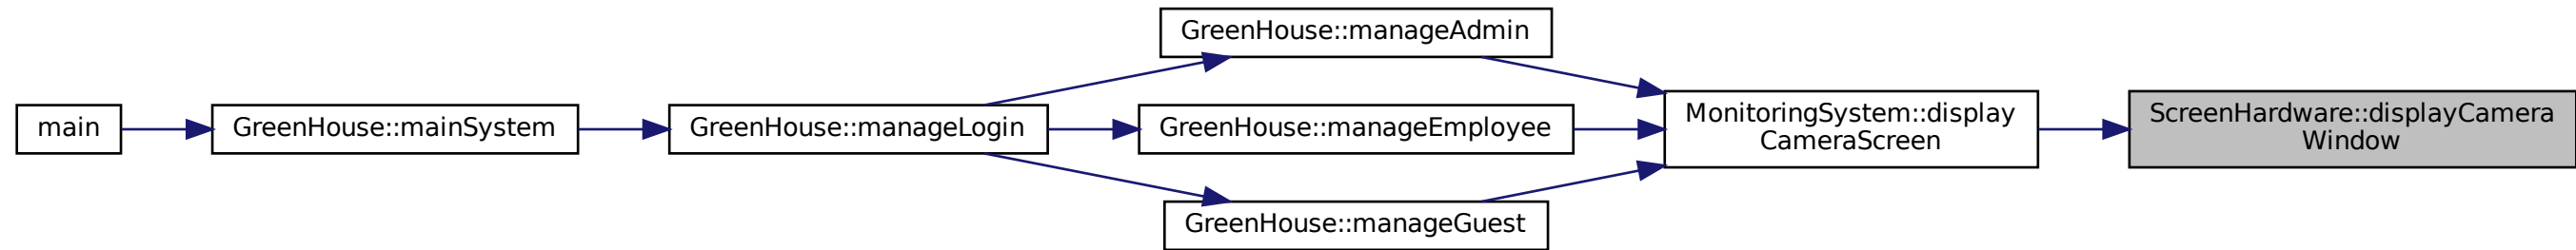 main
GreenHouse::mainSystem
GreenHouse::manageLogin
GreenHouse::manageAdmin
GreenHouse::manageEmployee
GreenHouse::manageGuest
MonitoringSystem::display
CameraScreen
ScreenHardware::displayCamera
Window